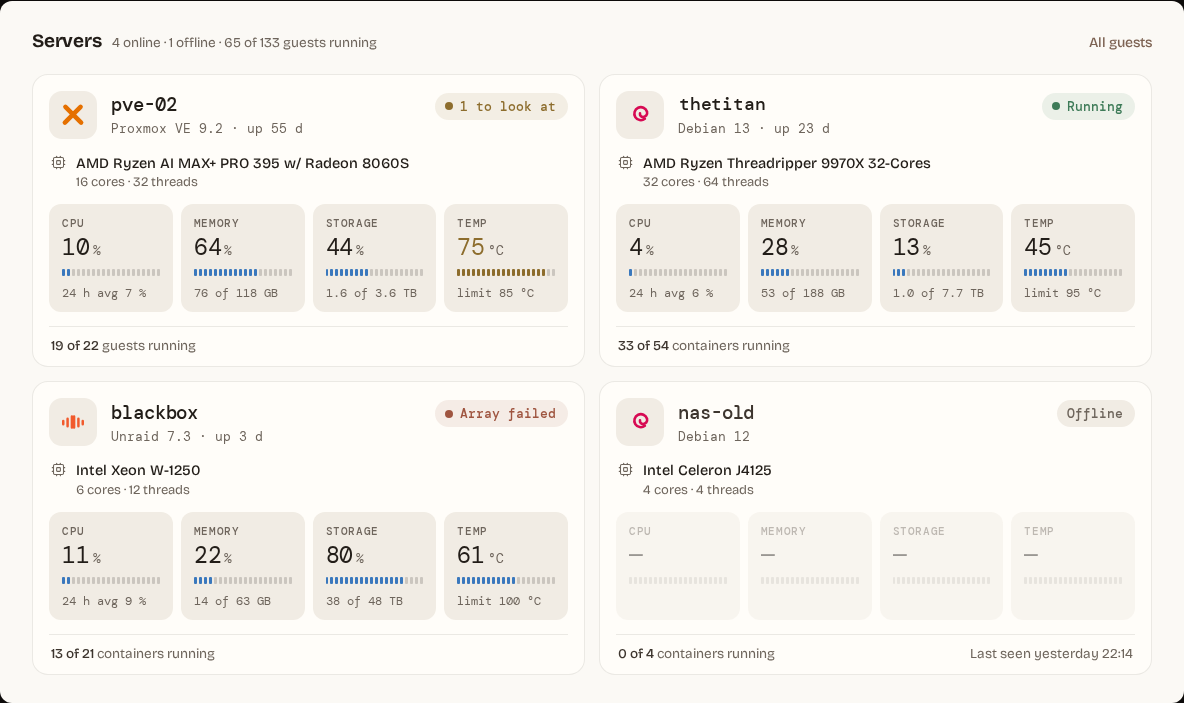 Servers 4 online · 1 offline · 65 of 133 guests running
All guests
pve-02
Proxmox VE 9.2 · up 55 d
1 to look at
AMD Ryzen AI MAX+ PRO 395 w/ Radeon 8060S
16 cores · 32 threads
CPU
10 %
24 h avg 7 %
MEMORY
64 %
76 of 118 GB
STORAGE
44 %
1.6 of 3.6 TB
TEMP
75 °C
limit 85 °C
19 of 22 guests running
thetitan
Debian 13 · up 23 d
Running
AMD Ryzen Threadripper 9970X 32-Cores
32 cores · 64 threads
CPU
4 %
24 h avg 6 %
MEMORY
28 %
53 of 188 GB
STORAGE
13 %
1.0 of 7.7 TB
TEMP
45 °C
limit 95 °C
33 of 54 containers running
blackbox
Unraid 7.3 · up 3 d
Array failed
Intel Xeon W-1250
6 cores · 12 threads
CPU
11 %
24 h avg 9 %
MEMORY
22 %
14 of 63 GB
STORAGE
80 %
38 of 48 TB
TEMP
61 °C
limit 100 °C
13 of 21 containers running
nas-old
Debian 12
Offline
Intel Celeron J4125
4 cores · 4 threads
CPU
—
MEMORY
—
STORAGE
—
TEMP
—
0 of 4 containers running
Last seen yesterday 22:14